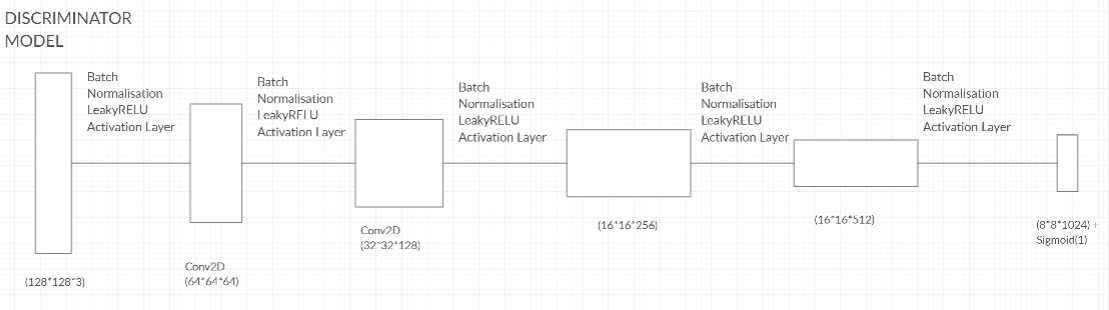 DISCRIMINATOR
MODEL
Batch
Normalisation
LeakyRELU
Activation Layer
Batch
Normalisation
LeakyRELU
Activation Layer
Batch
Normalisation
LeakyRELU
Activation Layer
Batch
Normalisation
LeakyRELU
Activation Layer
Batch
Normalisation
LeakyRELU
Activation Layer
(128*128*3)
Conv2D
(64*64*64)
Conv2D
(32*32*128)
(16*16*256)
(16*16*512)
(8*8*1024) +
Sigmoid(1)